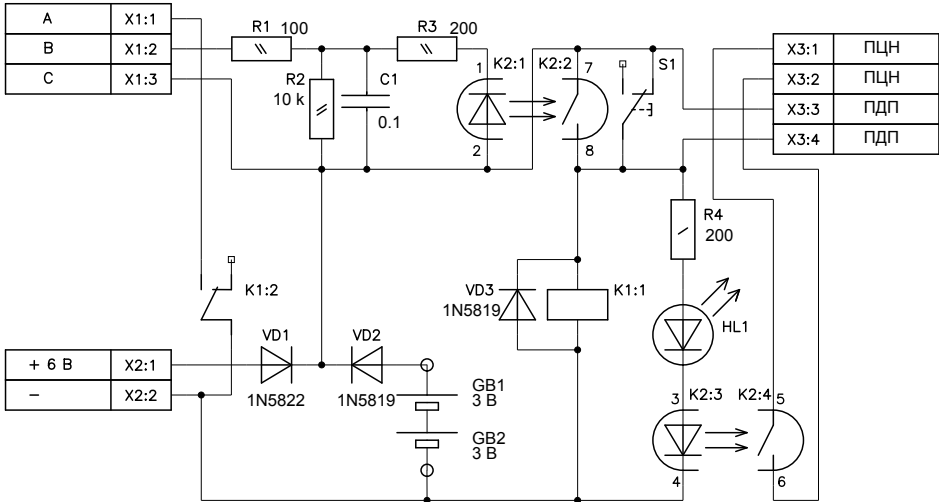 A X1:1
B X1:2
C X1:3
R1 100
R3 200
R2
10 k
C1
0.1
1 K2:1 K2:2 7
2 8
S1
X3:1 ПЦН
X3:2 ПЦН
X3:3 ПДП
X3:4 ПДП
R4
200
K1:2
VD3
1N5819
K1:1
HL1
+ 6 В X2:1
– X2:2
VD1
1N5822
VD2
1N5819
GB1
3 В
GB2
3 В
3 K2:3 K2:4 5
4 6